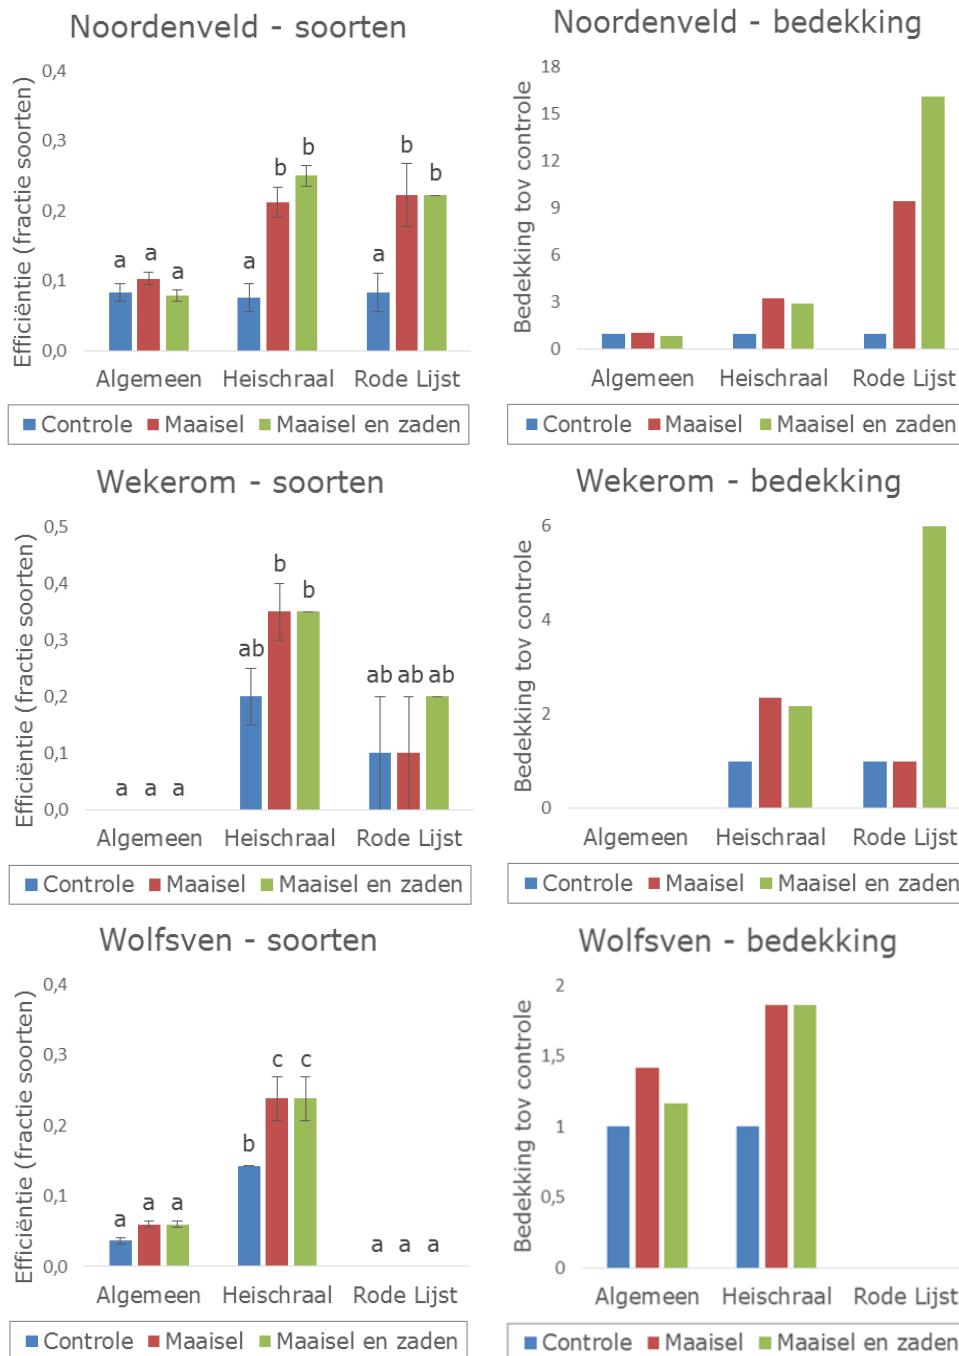 Noordenveld - soorten
Efficiëntie (fractie soorten)
0,4
0,3
0,2
0,1
0,0
a a a
a b b
a b b
Algemeen Heischraal Rode Lijst
Controle Maaisel Maaisel en zaden
Noordenveld - bedekking
Bedekking tov controle
18
15
12
9
6
3
0
Algemeen Heischraal Rode Lijst
Controle Maaisel Maaisel en zaden
Wekerom - soorten
Efficiëntie (fractie soorten)
0,5
0,4
0,3
0,2
0,1
0,0
a a a
ab b b
ab ab ab
Algemeen Heischraal Rode Lijst
Controle Maaisel Maaisel en zaden
Wekerom - bedekking
Bedekking tov controle
6
4
2
0
Algemeen Heischraal Rode Lijst
Controle Maaisel Maaisel en zaden
Wolfsven - soorten
Efficiëntie (fractie soorten)
0,4
0,3
0,2
0,1
0,0
a a a
b c c
a a a
Algemeen Heischraal Rode Lijst
Controle Maaisel Maaisel en zaden
Wolfsven - bedekking
Bedekking tov controle
2
1,5
1
0,5
0
Algemeen Heischraal Rode Lijst
Controle Maaisel Maaisel en zaden